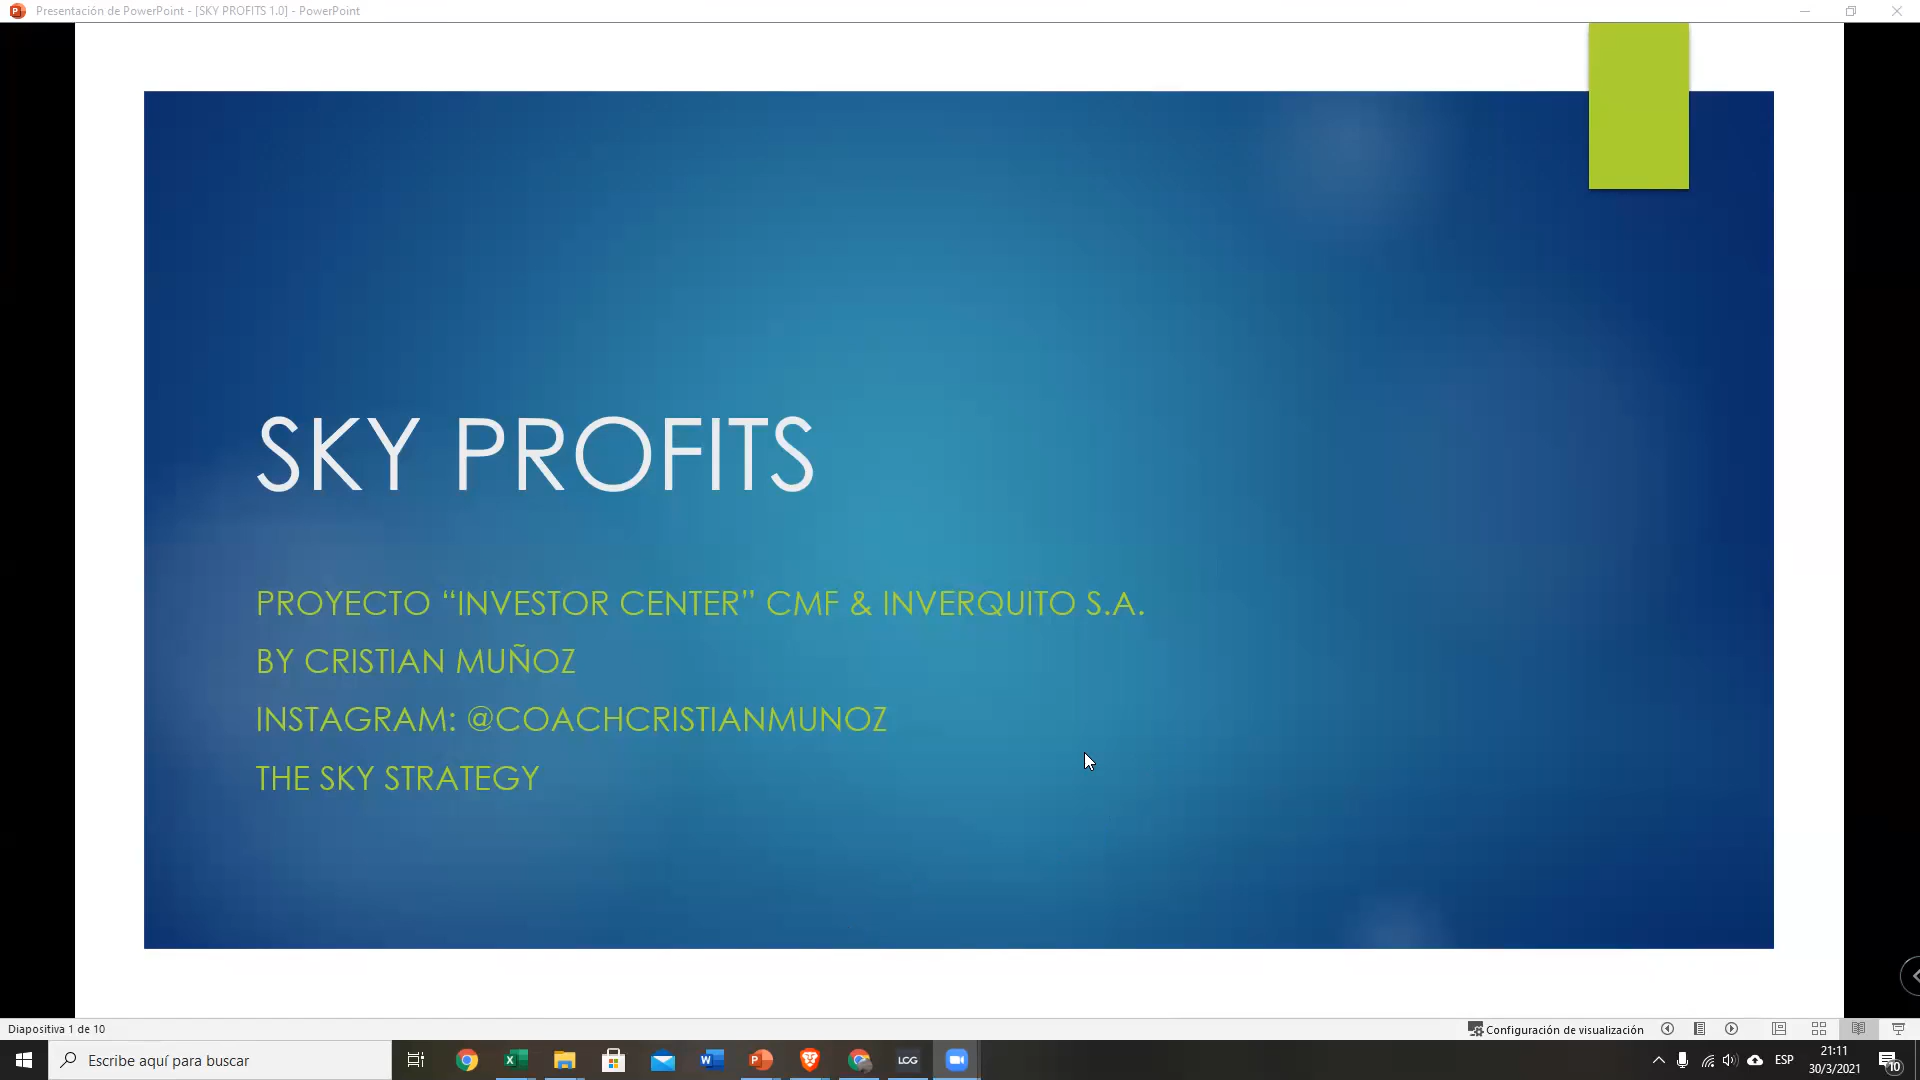 Presentación de PowerPoint - [SKY PROFITS 1.0] - PowerPoint
SKY PROFITS
PROYECTO “INVESTOR CENTER” CMF & INVERQUITO S.A.
BY CRISTIAN MUÑOZ
INSTAGRAM: @COACHCRISTIANMUNOZ
THE SKY STRATEGY
Diapositiva 1 de 10
Configuración de visualización
Escribe aquí para buscar
LCG
ESP
21:11
30/3/2021
10